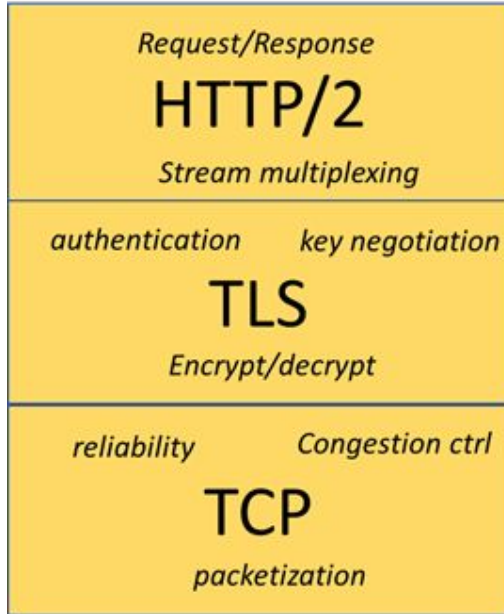 Request/Response
HTTP/2
Stream multiplexing
authentication key negotiation
TLS
Encrypt/decrypt
reliability Congestion ctrl
TCP
packetization